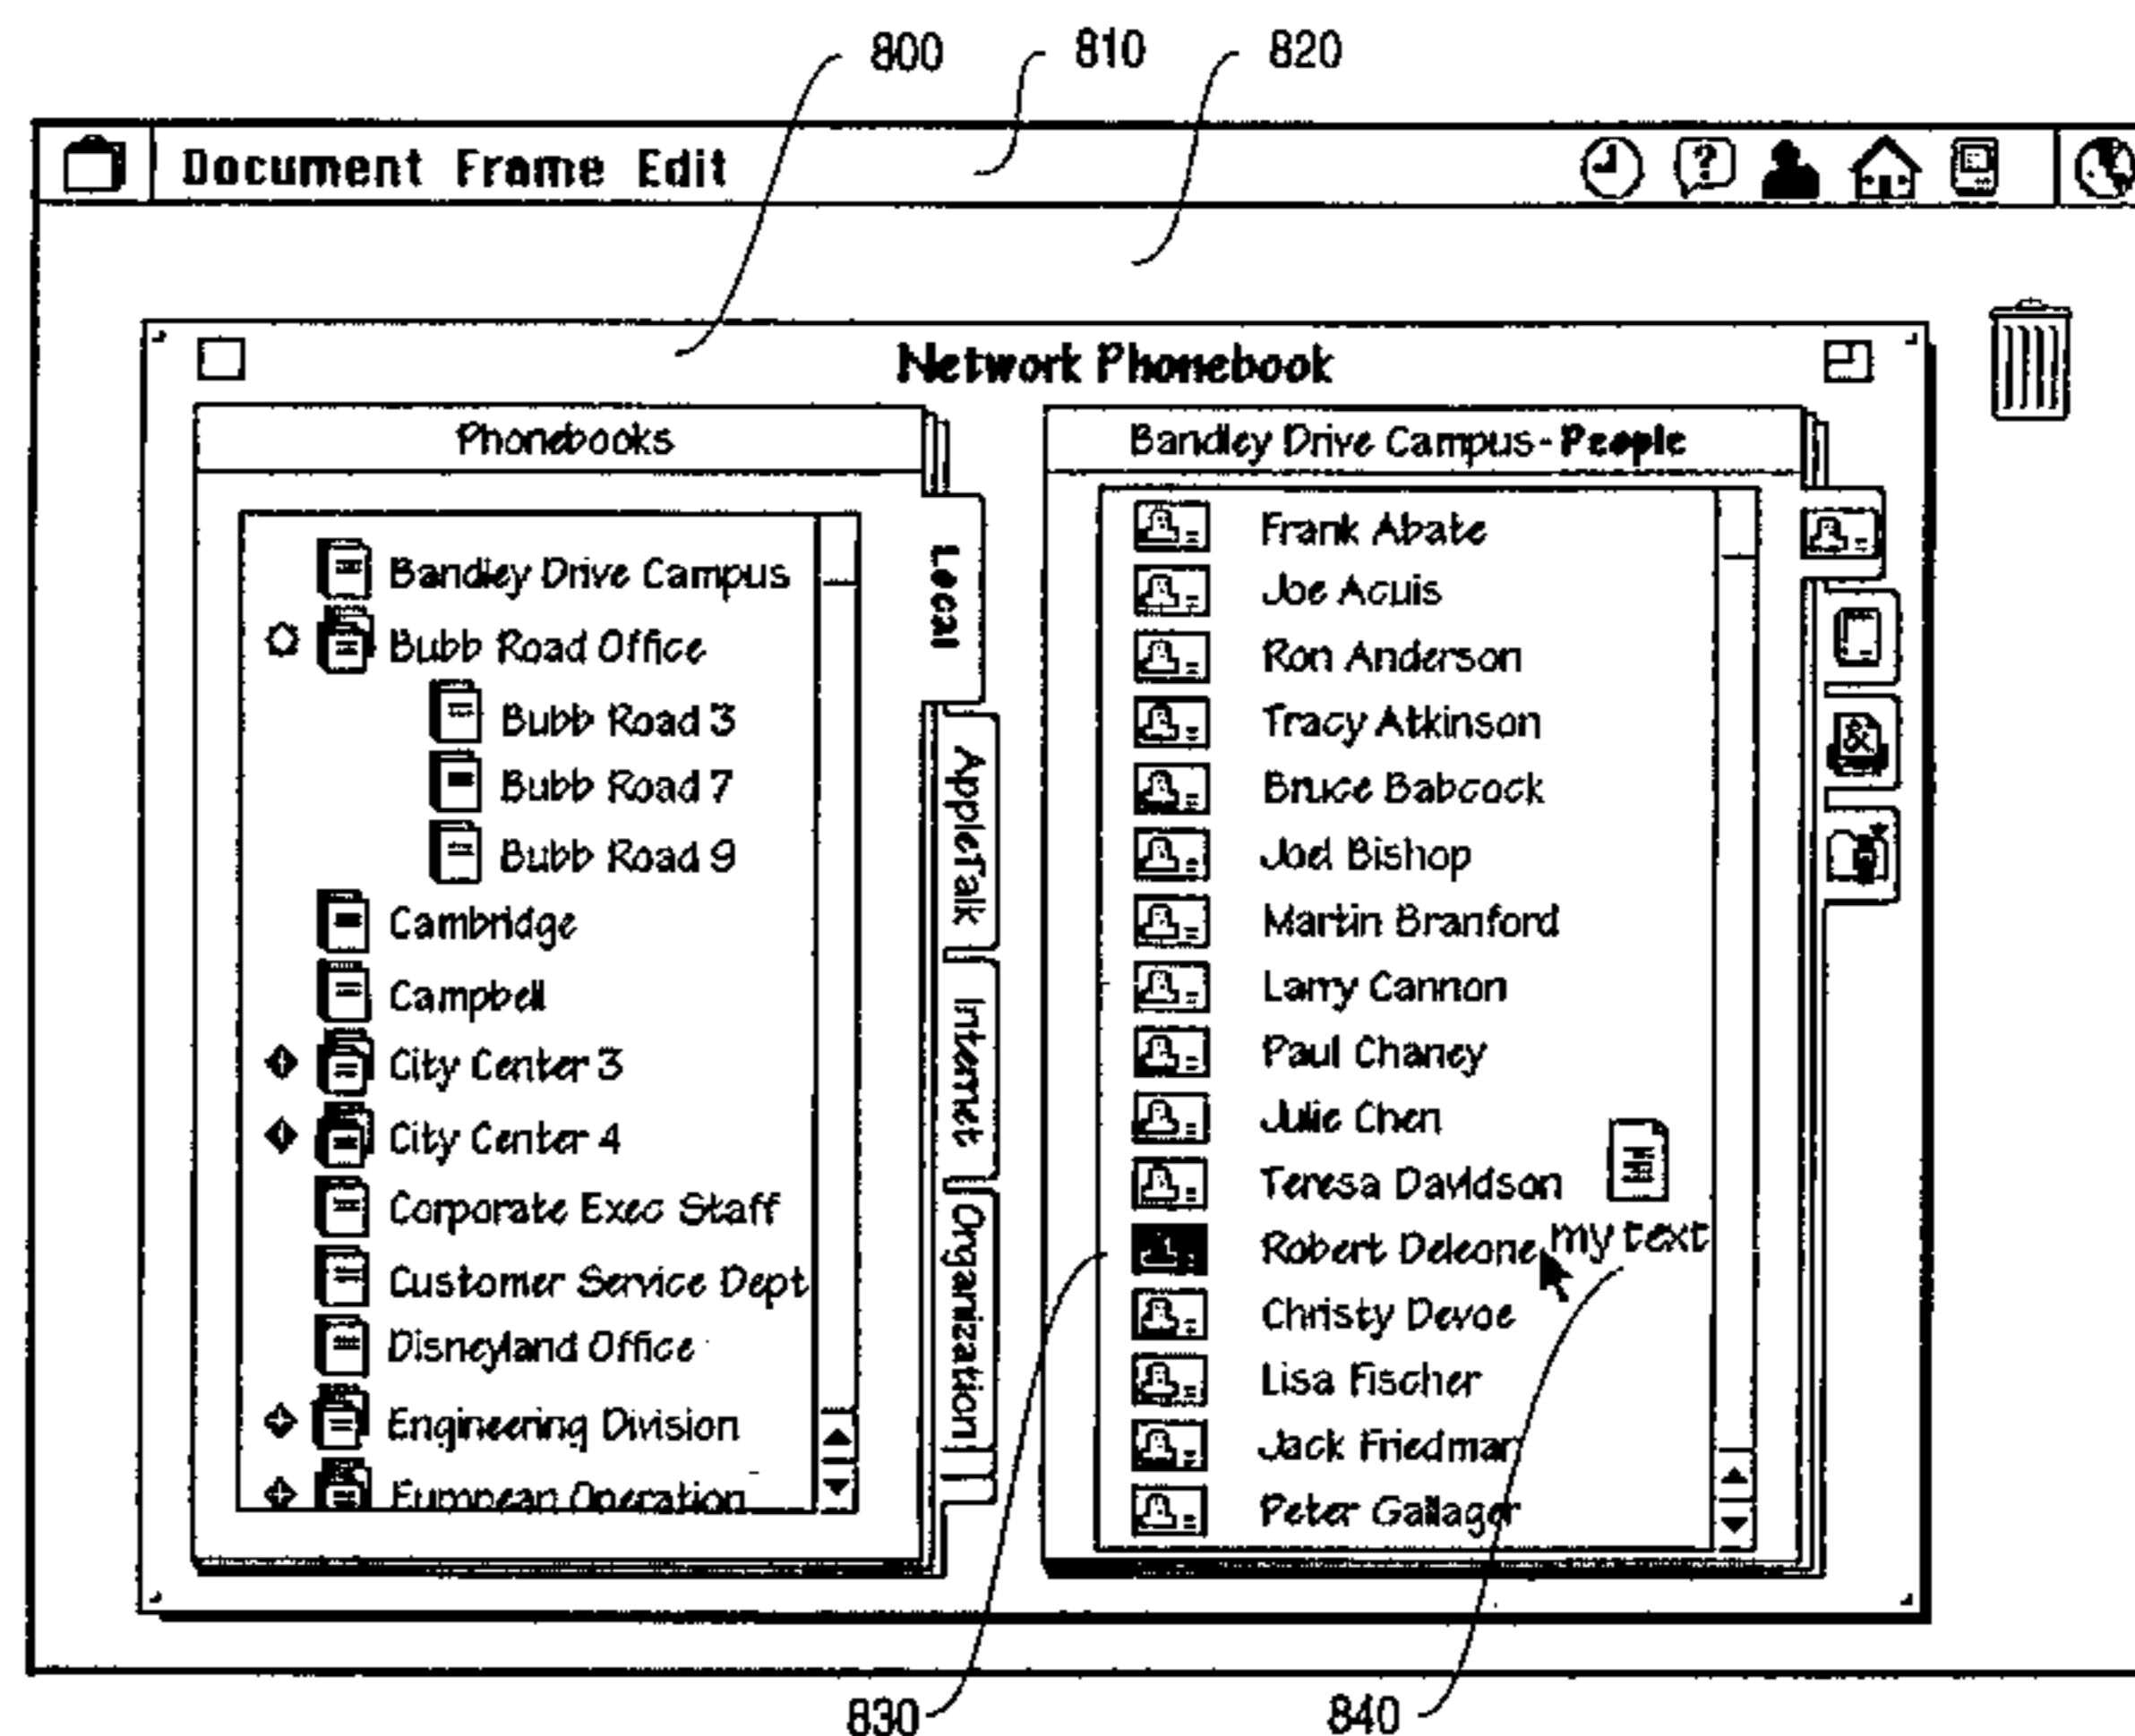 800 810 820
Document Frame Edit
?
Network Phonebook
Phonebooks
Bandley Drive Campus
Bubb Road Office
Bubb Road 3
Bubb Road 7
Bubb Road 9
Cambridge
Campbell
City Center 3
City Center 4
Corporate Exec Staff
Customer Service Dept
Disneyland Office
Engineering Division
European Operation
Local
AppleTalk
Internet
Organization
Bandley Drive Campus - People
Frank Abate
Joe Acuis
Ron Anderson
Tracy Atkinson
Bruce Babcock
Joel Bishop
Martin Branford
Larry Cannon
Paul Chaney
Julie Chen
Teresa Davidson
Robert Deleone
my text
Christy Devoe
Lisa Fischer
Jack Friedman
Peter Gallager
&
830 840